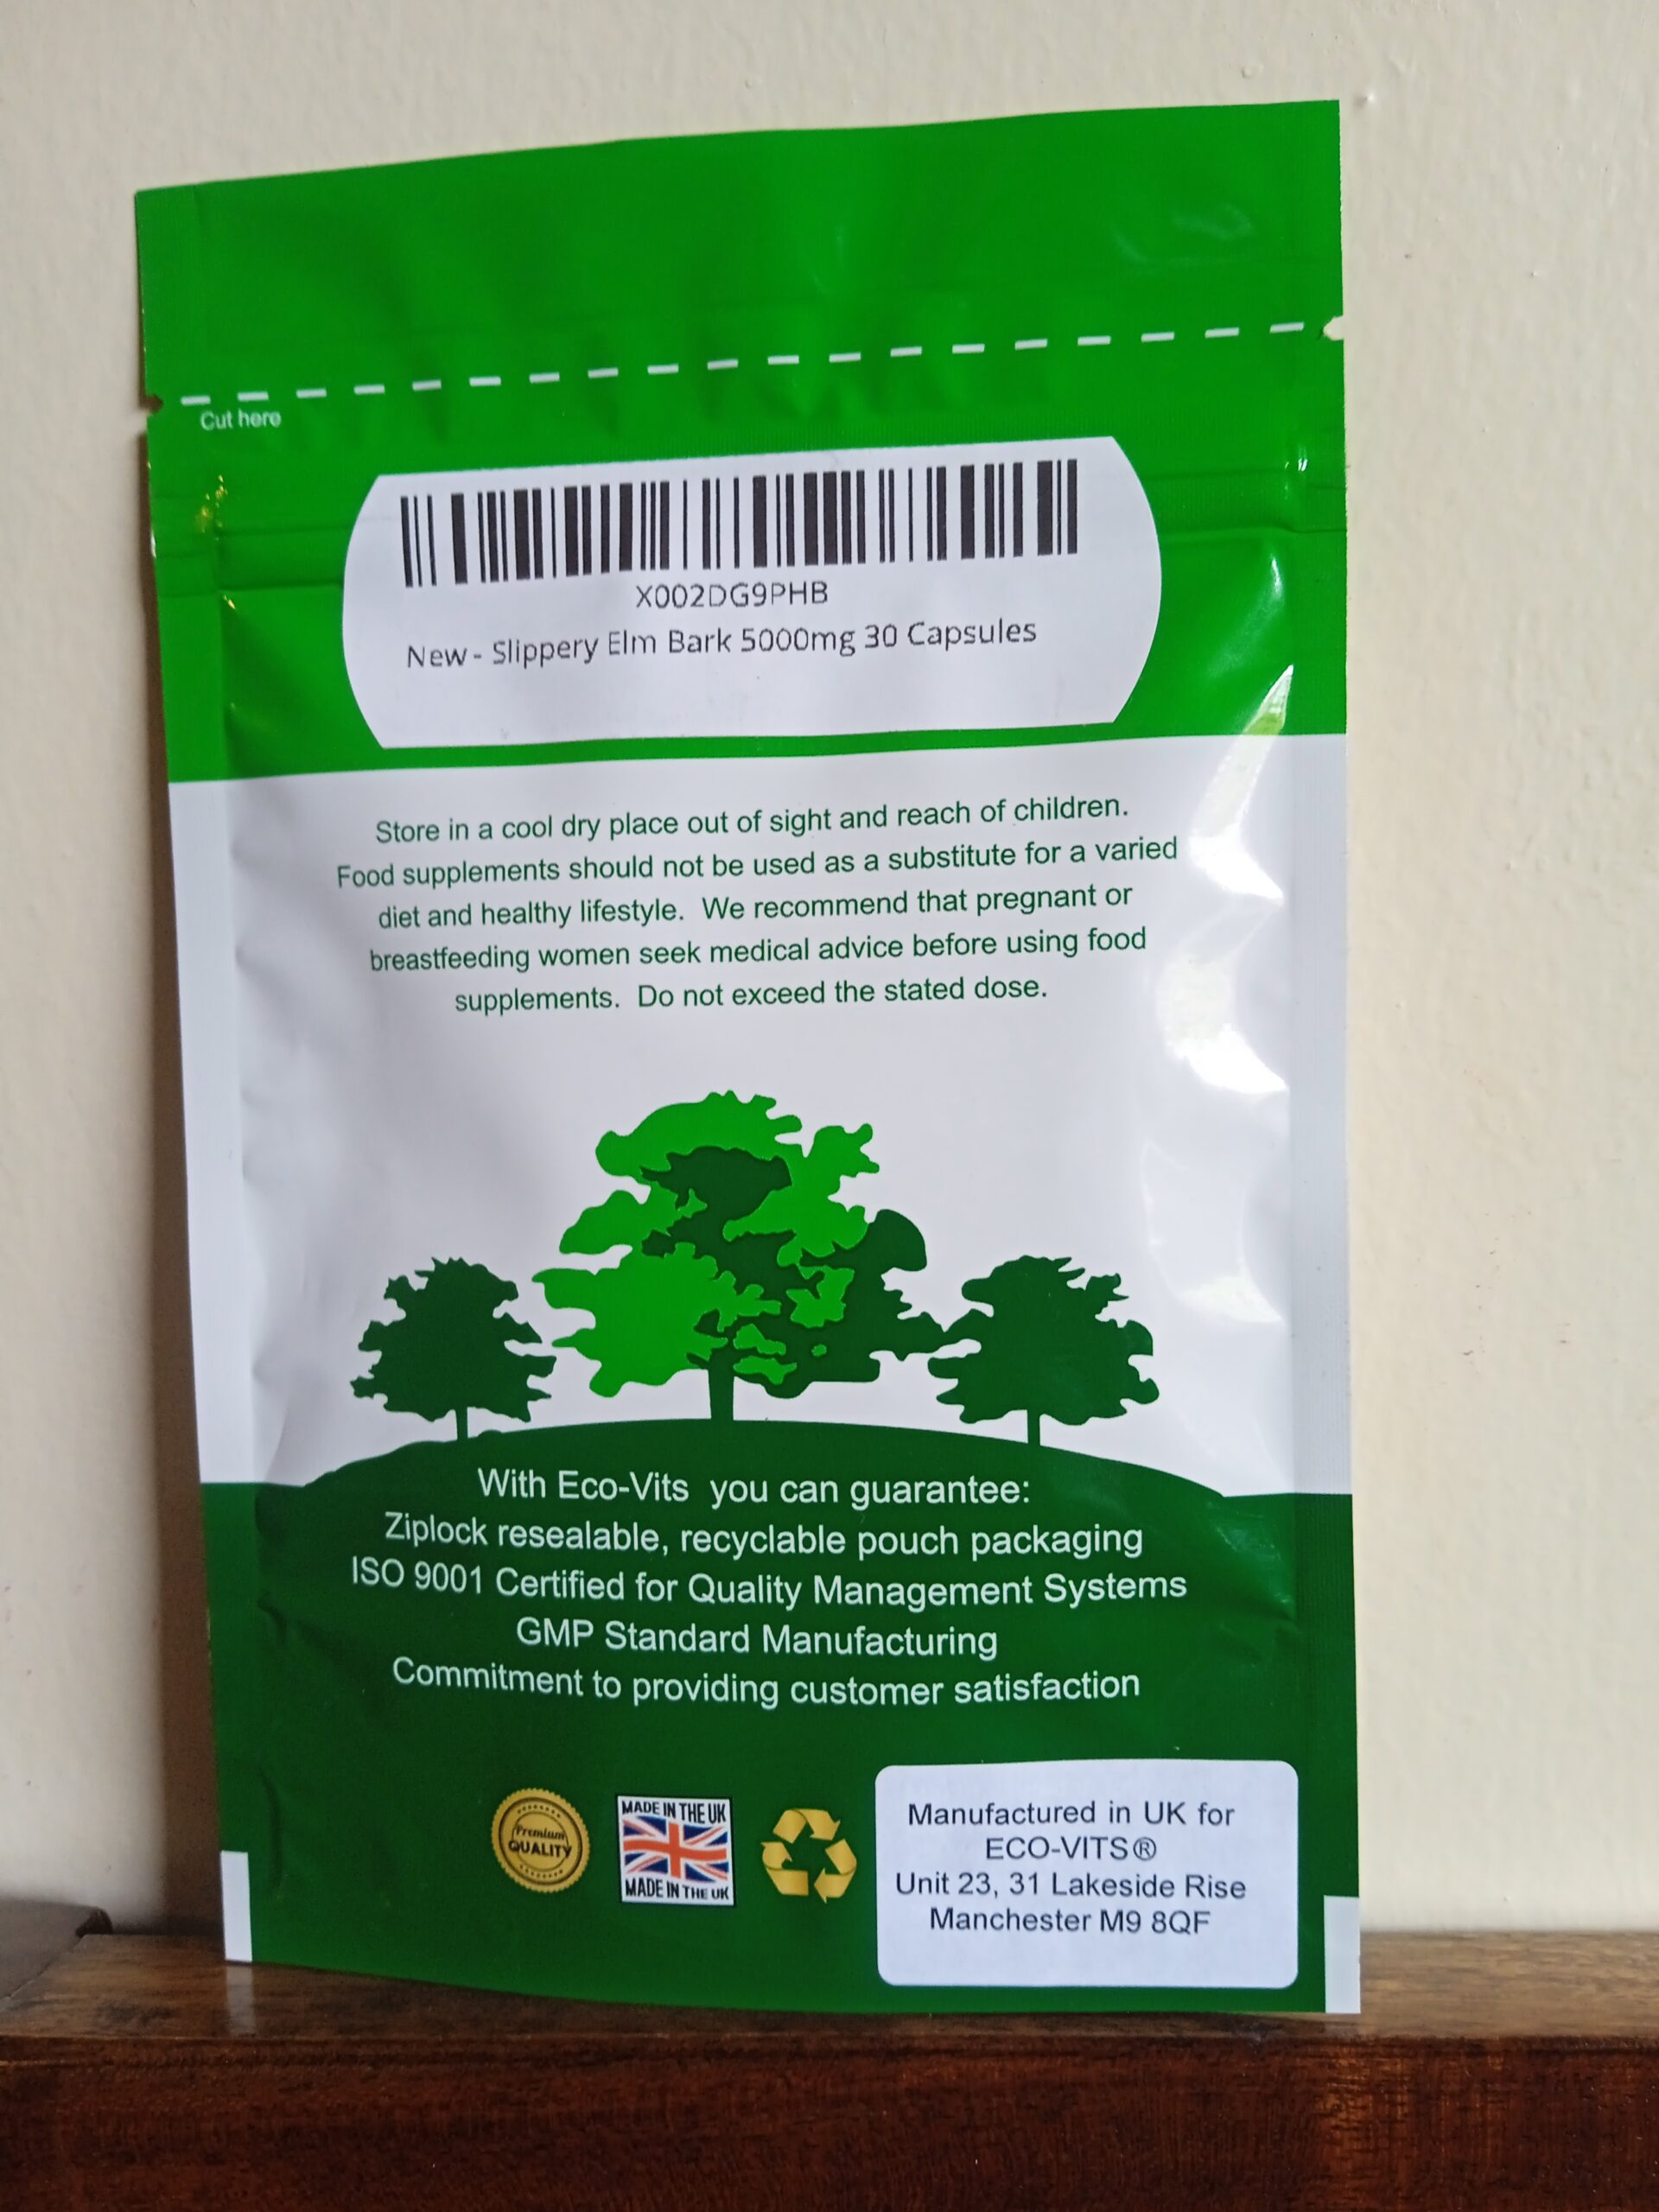 Cut here
X002DG9PHB
New - Slippery Elm Bark 5000mg 30 Capsules
Store in a cool dry place out of sight and reach of children.
Food supplements should not be used as a substitute for a varied
diet and healthy lifestyle. We recommend that pregnant or
breastfeeding women seek medical advice before using food
supplements. Do not exceed the stated dose.
With Eco-Vits you can guarantee:
Ziplock resealable, recyclable pouch packaging
ISO 9001 Certified for Quality Management Systems
GMP Standard Manufacturing
Commitment to providing customer satisfaction
Premium
QUALITY
MADE IN THE UK
MADE IN THE UK
Manufactured in UK for
ECO-VITS®
Unit 23, 31 Lakeside Rise
Manchester M9 8QF